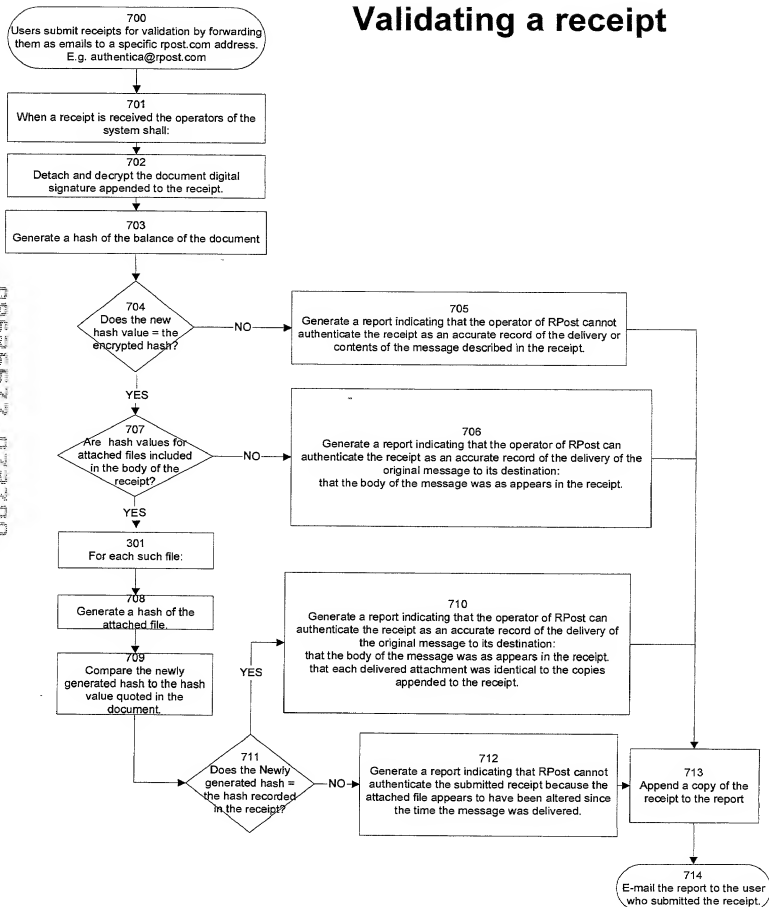 Validating a receipt
700
Users submit receipts for validation by forwarding
them as emails to a specific rpost.com address.
E.g. authentica@rpost.com
701
When a receipt is received the operators of the
system shall:
702
Detach and decrypt the document digital
signature appended to the receipt.
703
Generate a hash of the balance of the document
704
Does the new
hash value = the
encrypted hash?
NO
705
Generate a report indicating that the operator of RPost cannot
authenticate the receipt as an accurate record of the delivery or
contents of the message described in the receipt.
YES
707
Are hash values for
attached files included
in the body of the
receipt?
NO
706
Generate a report indicating that the operator of RPost can
authenticate the receipt as an accurate record of the delivery of the
original message to its destination:
that the body of the message was as appears in the receipt.
YES
301
For each such file:
708
Generate a hash of the
attached file.
709
Compare the newly
generated hash to the hash
value quoted in the
document.
YES
710
Generate a report indicating that the operator of RPost can
authenticate the receipt as an accurate record of the delivery of
the original message to its destination:
that the body of the message was as appears in the receipt.
that each delivered attachment was identical to the copies
appended to the receipt.
711
Does the Newly
generated hash =
the hash recorded
in the receipt?
NO
712
Generate a report indicating that RPost cannot
authenticate the submitted receipt because the
attached file appears to have been altered since
the time the message was delivered.
713
Append a copy of the
receipt to the report
714
E-mail the report to the user
who submitted the receipt.